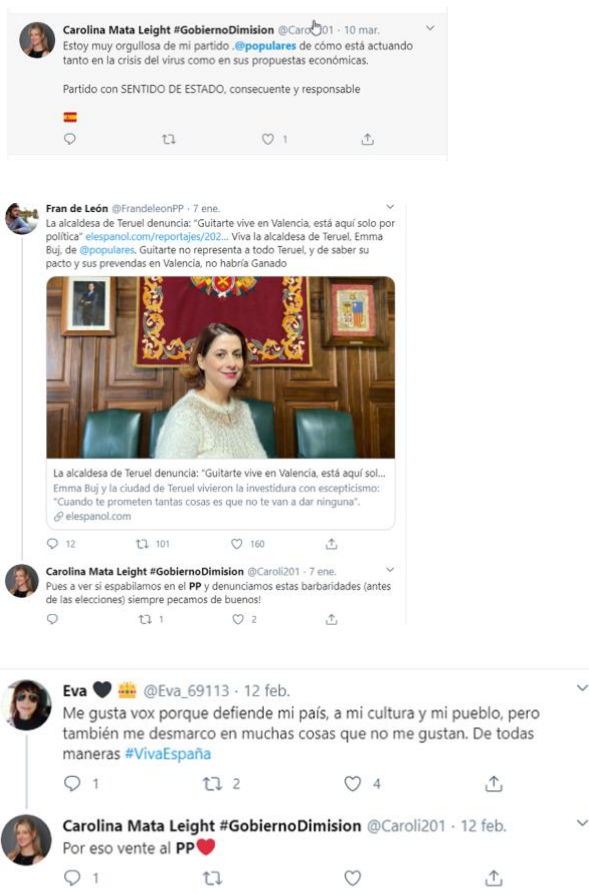 Carolina Mata Leight #GobiernoDimision @Caro 01 · 10 mar.
Estoy muy orgullosa de mi partido .@populares de cómo está actuando
tanto en la crisis del virus como en sus propuestas económicas.
Partido con SENTIDO DE ESTADO, consecuente y responsable
1
Fran de León @FrandeleonPP · 7 ene.
La alcaldesa de Teruel denuncia: "Guitarte vive en Valencia, está aquí solo por
política" elespanol.com/reportajes/202... Viva la alcaldesa de Teruel, Emma
Buj, de @populares. Guitarte no representa a todo Teruel, y de saber su
pacto y sus prevendas en Valencia, no habría Ganado
La alcaldesa de Teruel denuncia: "Guitarte vive en Valencia, está aquí sol...
Emma Buj y la ciudad de Teruel vivieron la investidura con escepticismo:
"Cuando te prometen tantas cosas es que no te van a dar ninguna".
elespanol.com
12 101 160
Carolina Mata Leight #GobiernoDimision @Caroli201 · 7 ene.
Pues a ver si espabilamos en el PP y denunciamos estas barbaridades (antes
de las elecciones) siempre pecamos de buenos!
1 2
Eva 🖤 👑 @Eva_69113 · 12 feb.
Me gusta vox porque defiende mi país, a mi cultura y mi pueblo, pero
también me desmarco en muchas cosas que no me gustan. De todas
maneras #VivaEspaña
1 2 4
Carolina Mata Leight #GobiernoDimision @Caroli201 · 12 feb.
Por eso vente al PP❤️
1